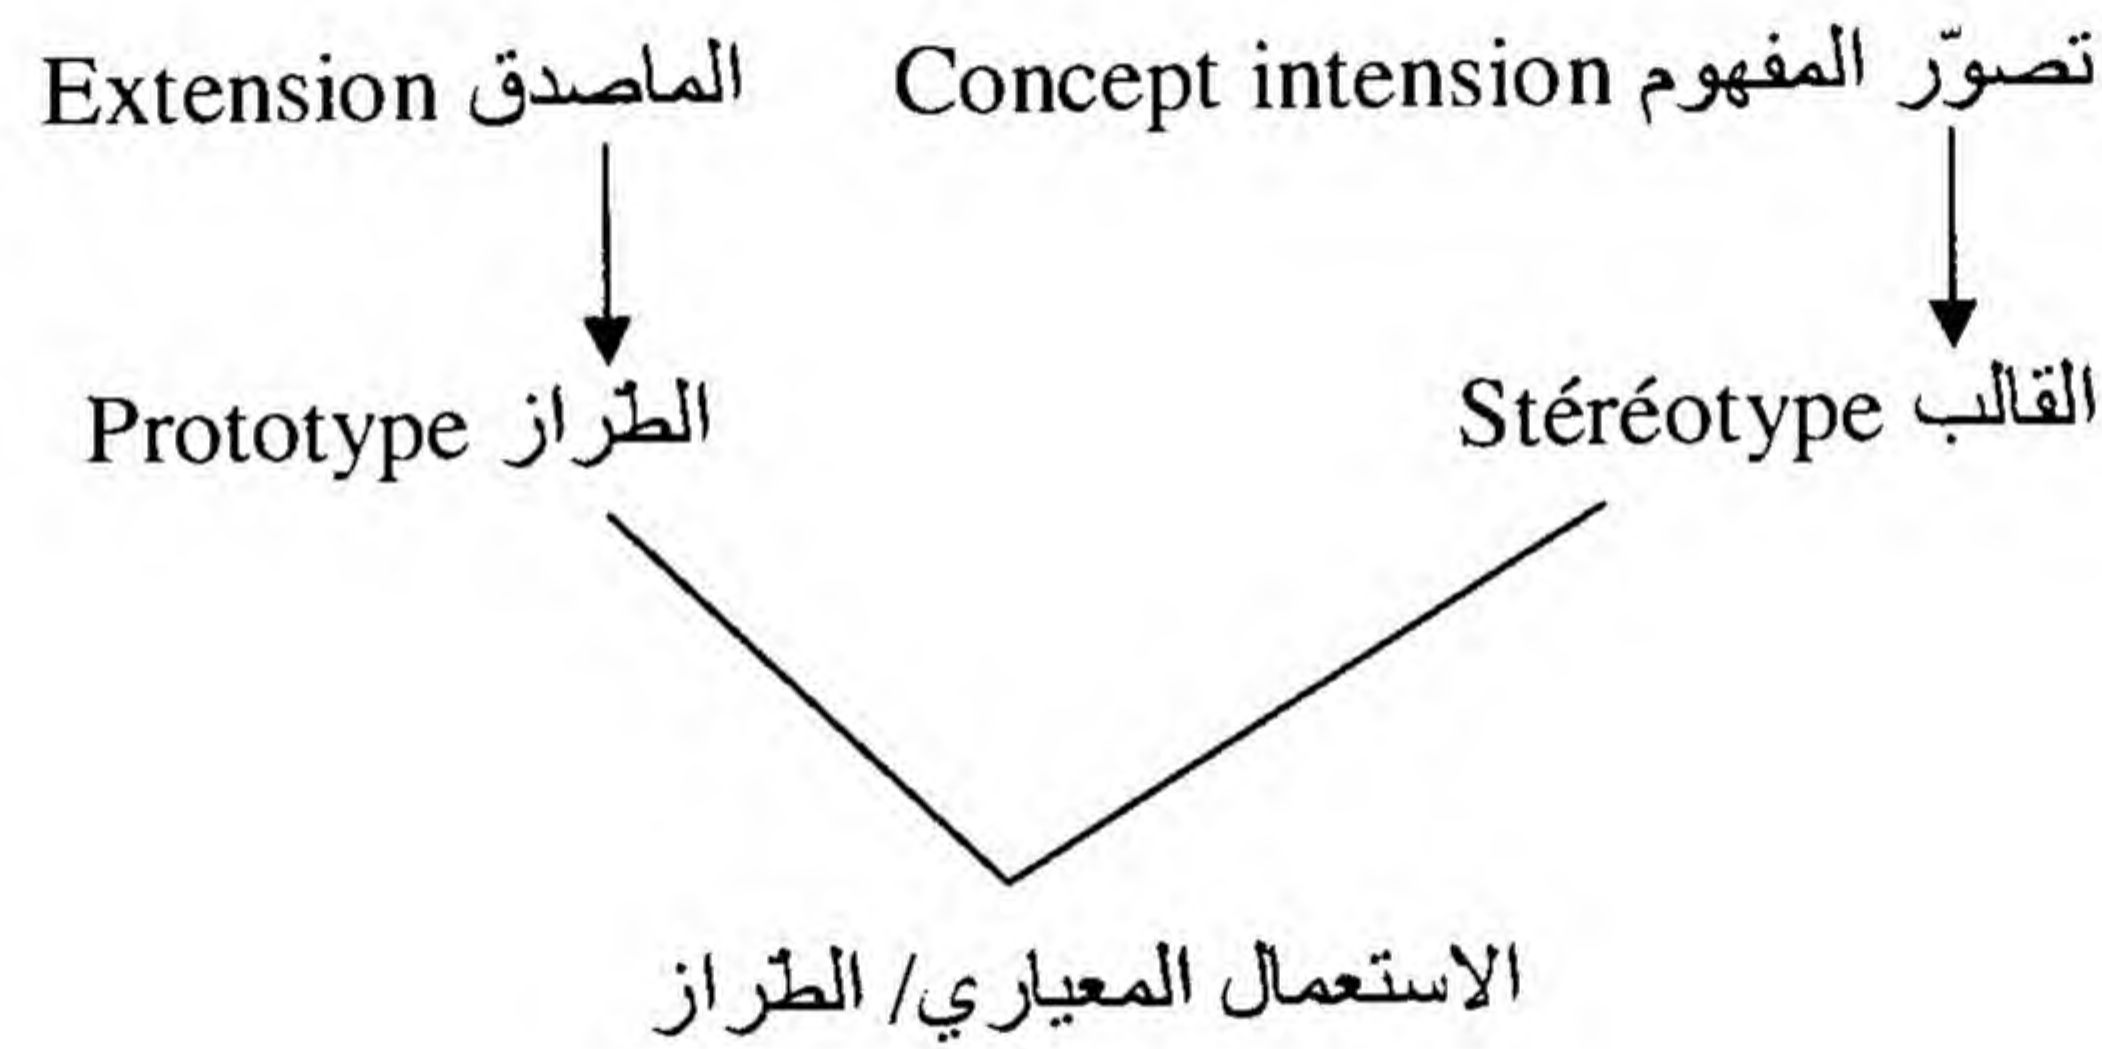 تصوّر المفهوم Concept intension
الماصدق Extension
القالب Stéréotype
الطّراز Prototype
الاستعمال المعياري/ الطّراز